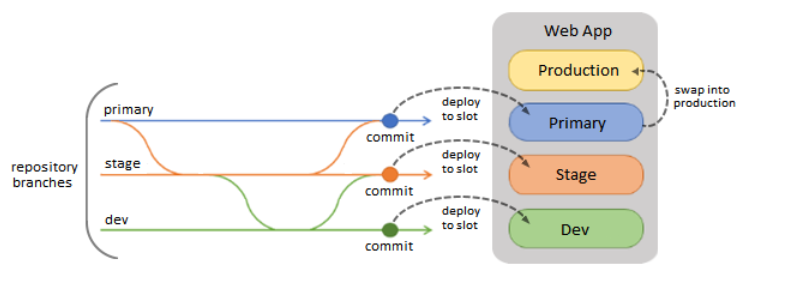 Web App
Production
swap into
production
primary
deploy
to slot
Primary
commit
repository
branches
stage
deploy
to slot
Stage
commit
dev
deploy
to slot
Dev
commit